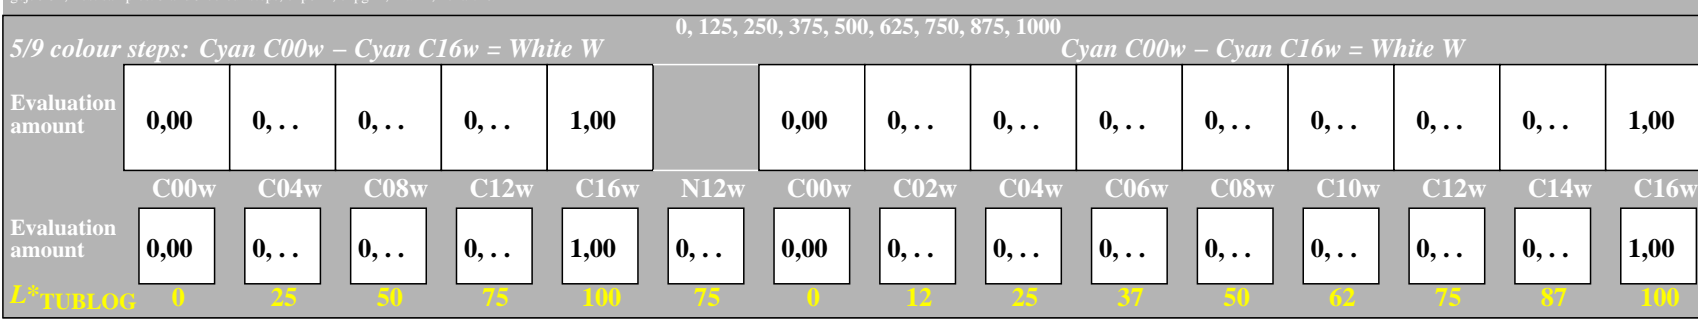 0, 125, 250, 375, 500, 625, 750, 875, 1000
5/9 colour steps: Cyan C00w – Cyan C16w = White W Cyan C00w – Cyan C16w = White W
Evaluation amount 0,00 0, . . 0, . . 0, . . 1,00 0,00 0, . . 0, . . 0, . . 0, . . 0, . . 0, . . 0, . . 1,00
C00w C04w C08w C12w C16w N12w C00w C02w C04w C06w C08w C10w C12w C14w C16w
Evaluation amount 0,00 0, . . 0, . . 0, . . 1,00 0, . . 0,00 0, . . 0, . . 0, . . 0, . . 0, . . 0, . . 0, . . 1,00
L*TUBLOG 0 25 50 75 100 75 0 12 25 37 50 62 75 87 100